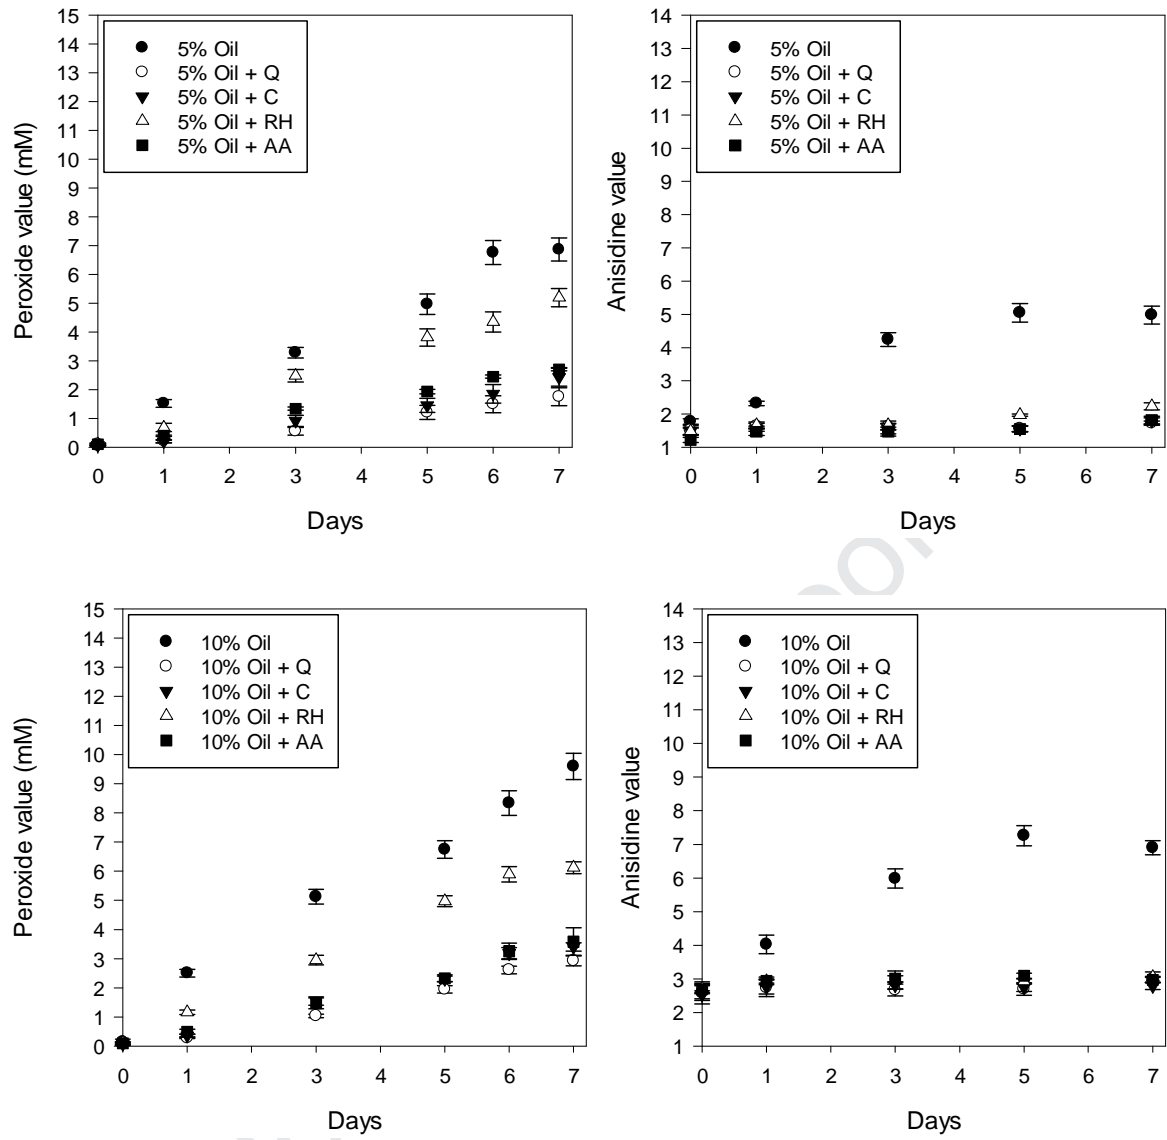 15
14
13
12
11
10
9
8
7
6
5
4
3
2
1
0
Peroxide value (mM)
5% Oil
5% Oil + Q
5% Oil + C
5% Oil + RH
5% Oil + AA
0 1 2 3 4 5 6 7
Days
14
13
12
11
10
9
8
7
6
5
4
3
2
1
Anisidine value
5% Oil
5% Oil + Q
5% Oil + C
5% Oil + RH
5% Oil + AA
0 1 2 3 4 5 6 7
Days
15
14
13
12
11
10
9
8
7
6
5
4
3
2
1
0
Peroxide value (mM)
10% Oil
10% Oil + Q
10% Oil + C
10% Oil + RH
10% Oil + AA
0 1 2 3 4 5 6 7
Days
14
13
12
11
10
9
8
7
6
5
4
3
2
1
Anisidine value
10% Oil
10% Oil + Q
10% Oil + C
10% Oil + RH
10% Oil + AA
0 1 2 3 4 5 6 7
Days